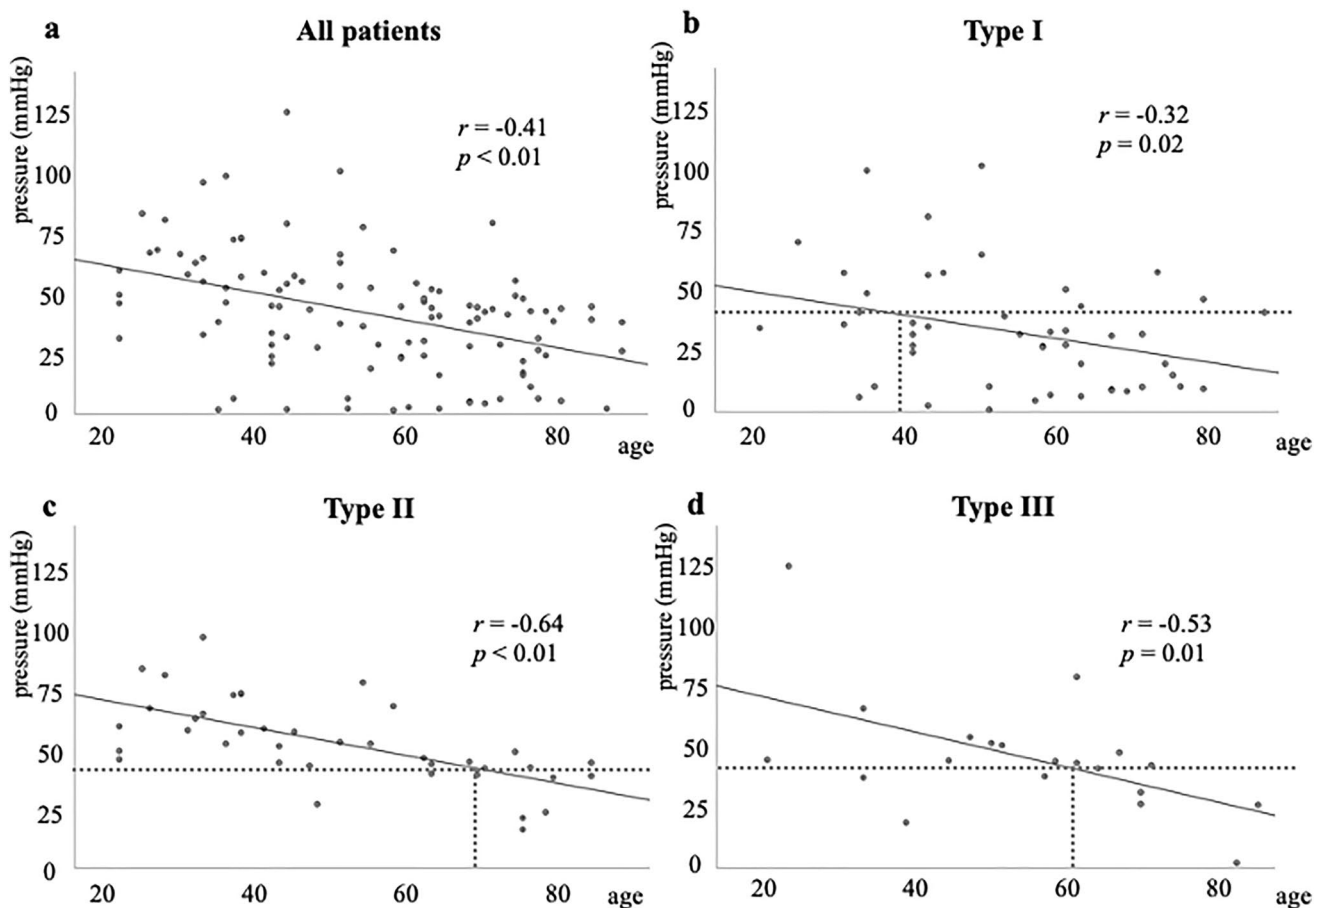 a
All patients
pressure (mmHg)
125
100
75
50
25
0
r = -0.41
p < 0.01
20 40 60 80 age
b
Type I
pressure (mmHg)
125
100
75
50
25
0
r = -0.32
p = 0.02
20 40 60 80 age
c
Type II
pressure (mmHg)
125
100
75
50
25
0
r = -0.64
p < 0.01
20 40 60 80 age
d
Type III
pressure (mmHg)
125
100
75
50
25
0
r = -0.53
p = 0.01
20 40 60 80 age